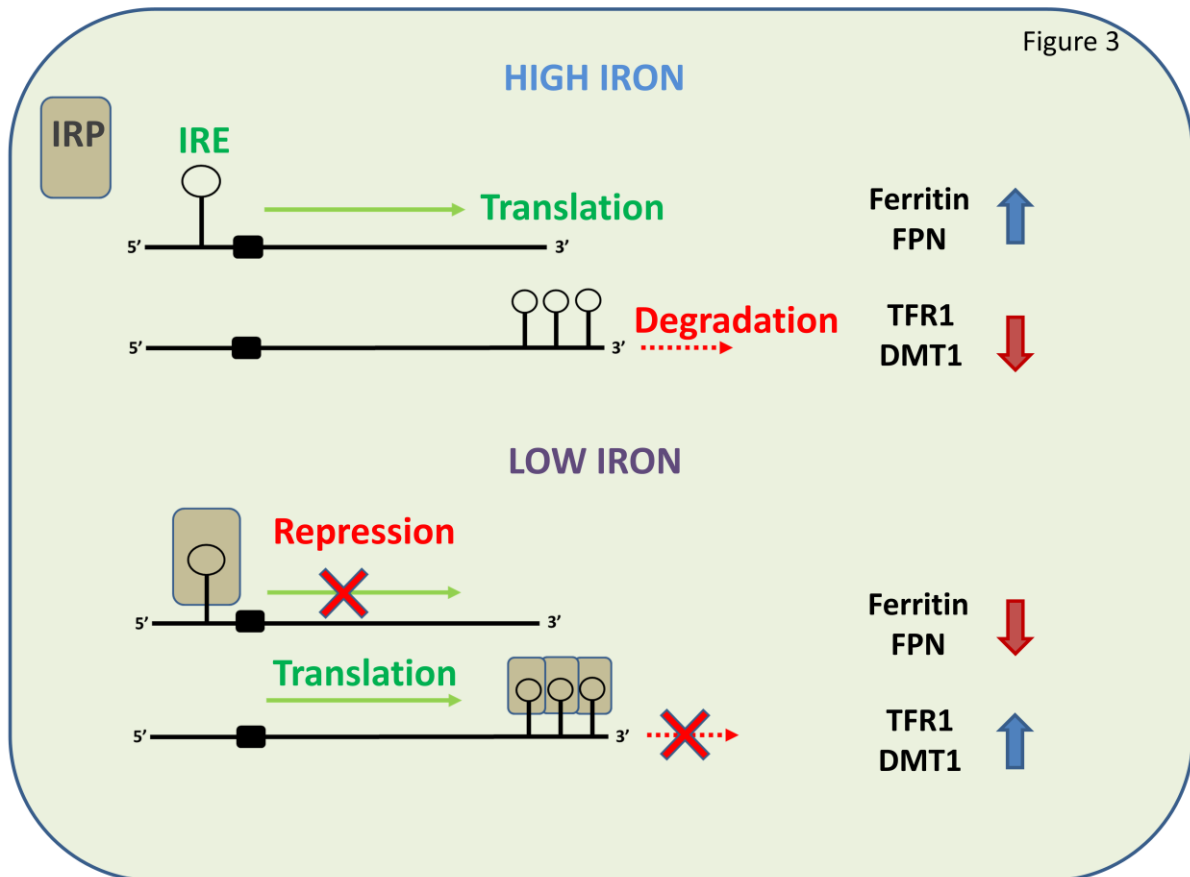 Figure 3
HIGH IRON
IRP
IRE
Translation
5’
3’
Ferritin
FPN
5’
3’
Degradation
TFR1
DMT1
LOW IRON
Repression
5’
3’
Ferritin
FPN
Translation
5’
3’
TFR1
DMT1